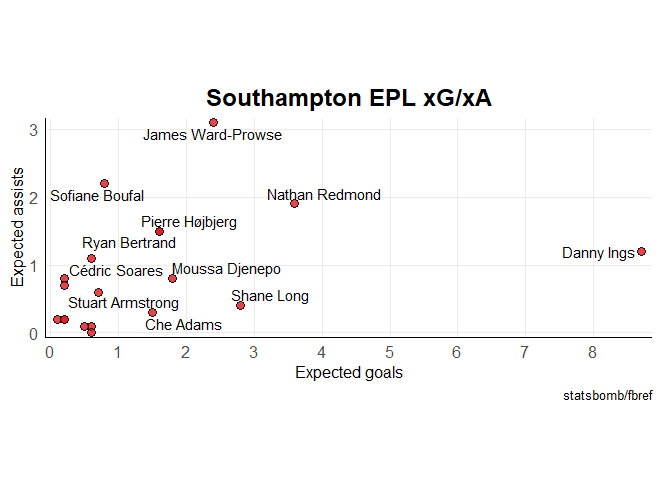 Southampton EPL xG/xA
Expected assists
3
2
1
0
James Ward-Prowse
Sofiane Boufal
Nathan Redmond
Pierre Højbjerg
Ryan Bertrand
Danny Ings
Cédric Soares
Moussa Djenepo
Stuart Armstrong
Shane Long
Che Adams
0 1 2 3 4 5 6 7 8
Expected goals
statsbomb/fbref